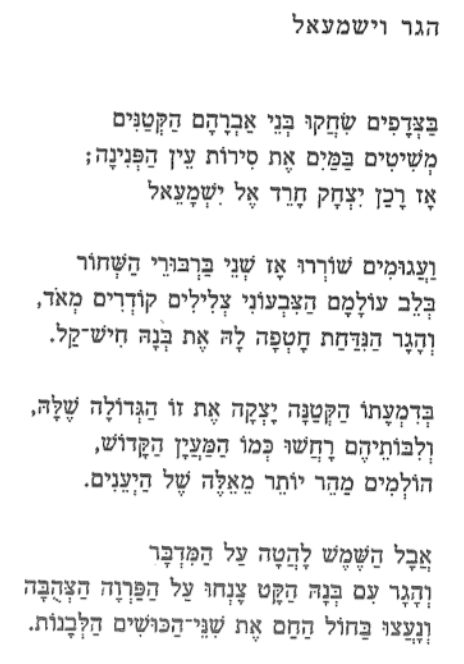 הגר וישמעאל
בַּצְּדָפִים שִׂחֲקוּ בְּנֵי אַבְרָהָם הַקְּטַנִּים
מְשִׁיטִים בַּמַּיִם אֶת סִירוֹת עֵין הַפְּנִינָה;
אָז רָכַן יִצְחָק חָרֵד אֶל יִשְׁמָעֵאל
וַעֲגוּמִים שׁוֹרְרוּ אָז שְׁנֵי בַּרְבּוּרֵי הַשְּׁחוֹר
בְּלֵב עוֹלָמָם הַצִּבְעוֹנִי צְלִילִים קוֹדְרִים מְאֹד,
וְהָגָר הַנִּדַּחַת חָטְפָה לָהּ אֶת בְּנָהּ חִישׁ־קַל.
בְּדִמְעָתוֹ הַקְּטַנָּה יָצְקָה אֶת זוֹ הַגְּדוֹלָה שֶׁלָּהּ,
וְלִבּוֹתֵיהֶם רָחֲשׁוּ כְּמוֹ הַמַּעֲיָן הַקָּדוֹשׁ,
הוֹלְמִים מַהֵר יוֹתֵר מֵאֵלֶּה שֶׁל הַיְעֵנִים.
אֲבָל הַשֶּׁמֶשׁ לָהֲטָה עַל הַמִּדְבָּר
וְהָגָר עִם בְּנָהּ הַקָּט צָנְחוּ עַל הַפַּרְוָה הַצְּהֻבָּה
וְנָעֲצוּ בַּחוֹל הַחַם אֶת שִׁנֵּי־הַכּוּשִׁים הַלְּבָנוֹת.